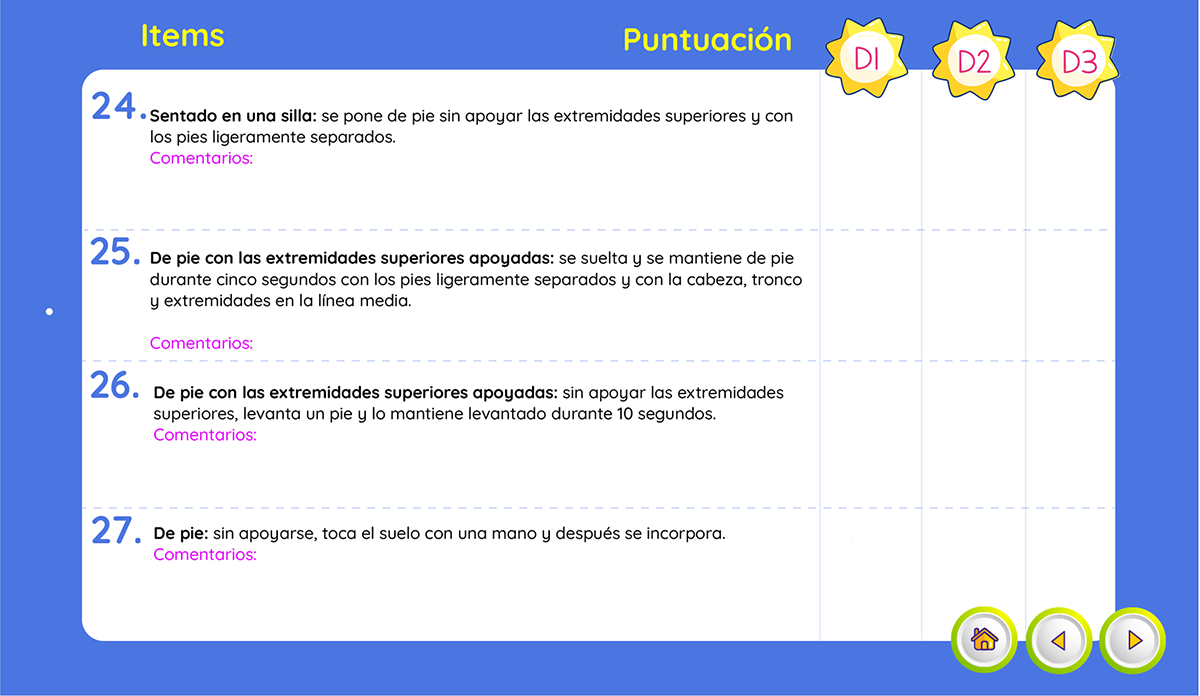 Items
Puntuación
D1
D2
D3
24.
Sentado en una silla: se pone de pie sin apoyar las extremidades superiores y con
los pies ligeramente separados.
Comentarios:
25.
De pie con las extremidades superiores apoyadas: se suelta y se mantiene de pie
durante cinco segundos con los pies ligeramente separados y con la cabeza, tronco
y extremidades en la línea media.
Comentarios:
26.
De pie con las extremidades superiores apoyadas: sin apoyar las extremidades
superiores, levanta un pie y lo mantiene levantado durante 10 segundos.
Comentarios:
27.
De pie: sin apoyarse, toca el suelo con una mano y después se incorpora.
Comentarios: